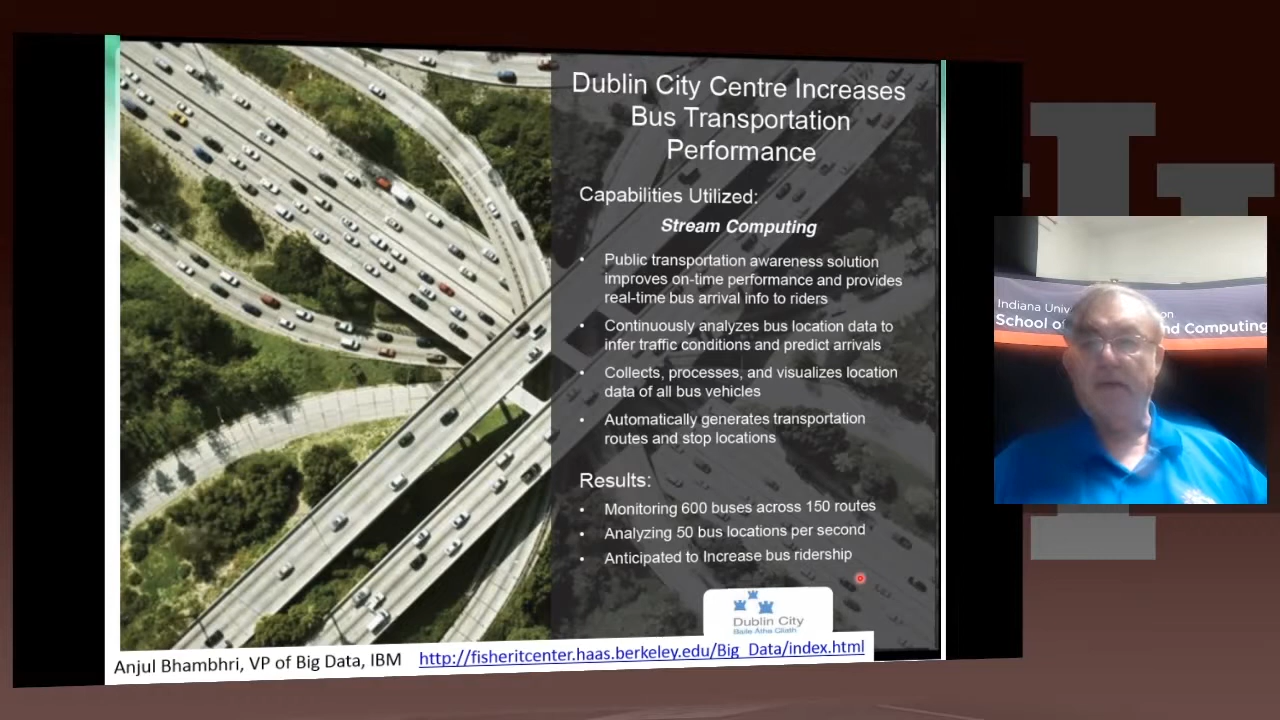 Dublin City Centre Increases
Bus Transportation
Performance
Capabilities Utilized:
Stream Computing
• Public transportation awareness solution
improves on-time performance and provides
real-time bus arrival info to riders
• Continuously analyzes bus location data to
infer traffic conditions and predict arrivals
• Collects, processes, and visualizes location
data of all bus vehicles
• Automatically generates transportation
routes and stop locations
Results:
• Monitoring 600 buses across 150 routes
• Analyzing 50 bus locations per second
• Anticipated to Increase bus ridership
Dublin City
Baile Átha Cliath
Anjul Bhambhri, VP of Big Data, IBM http://fisheritcenter.haas.berkeley.edu/Big_Data/index.html
Indiana
School of nd Computing